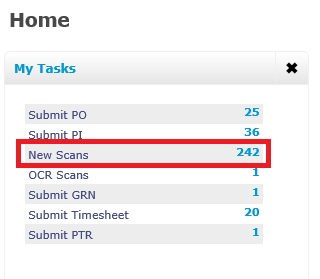 Home
My Tasks ✖
Submit PO 25
Submit PI 36
New Scans 242
OCR Scans 1
Submit GRN 1
Submit Timesheet 20
Submit PTR 1